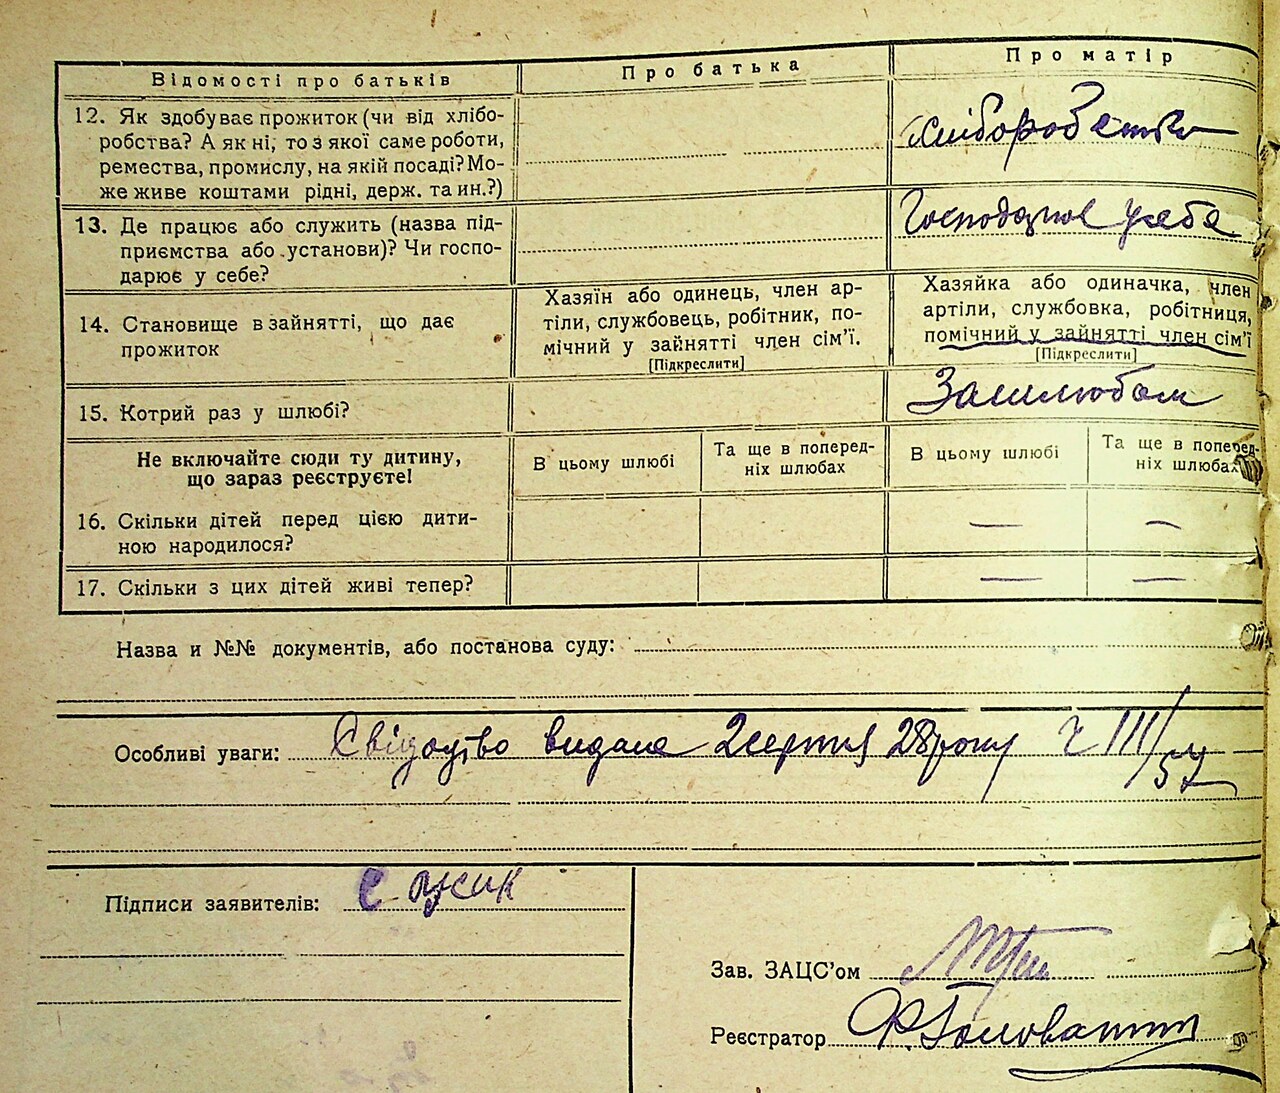 Відомості про батьків
Про батька
Про матір
12. Як здобуває прожиток (чи від хлібо-
робства? А як ні, то з якої саме роботи,
ремества, промислу, на якій посаді? Мо-
же живе коштами рідні, держ. та ин.?)
хліборобство
13. Де працює або служить (назва під-
приємства або установи)? Чи госпо-
дарює у себе?
Господарює у себе
14. Становище в зайнятті, що дає
прожиток
Хазяїн або одинець, член ар-
тіли, службовець, робітник, по-
мічний у зайнятті член сім'ї.
[Підкреслити]
Хазяйка або одиначка, член
артіли, службовка, робітниця,
помічний у зайнятті член сім'ї
[Підкреслити]
15. Котрий раз у шлюбі?
Не включайте сюди ту дитину,
що зараз реєструєте!
В цьому шлюбі
Та ще в поперед-
ніх шлюбах
В цьому шлюбі
Та ще в поперед-
ніх шлюбах
16. Скільки дітей перед цією дити-
ною народилося?
— —
17. Скільки з цих дітей живі тепер?
— —
Назва и №№ документів, або постанова суду:
Особливі уваги: Свідоцтво видане 2 серпня 28 року Ч III/
Підписи заявителів:
Зав. ЗАЦС'ом
Реєстратор